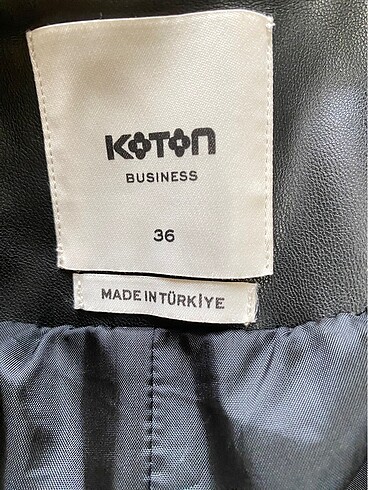 KOTON
BUSINESS
36
MADE IN TÜRKİYE